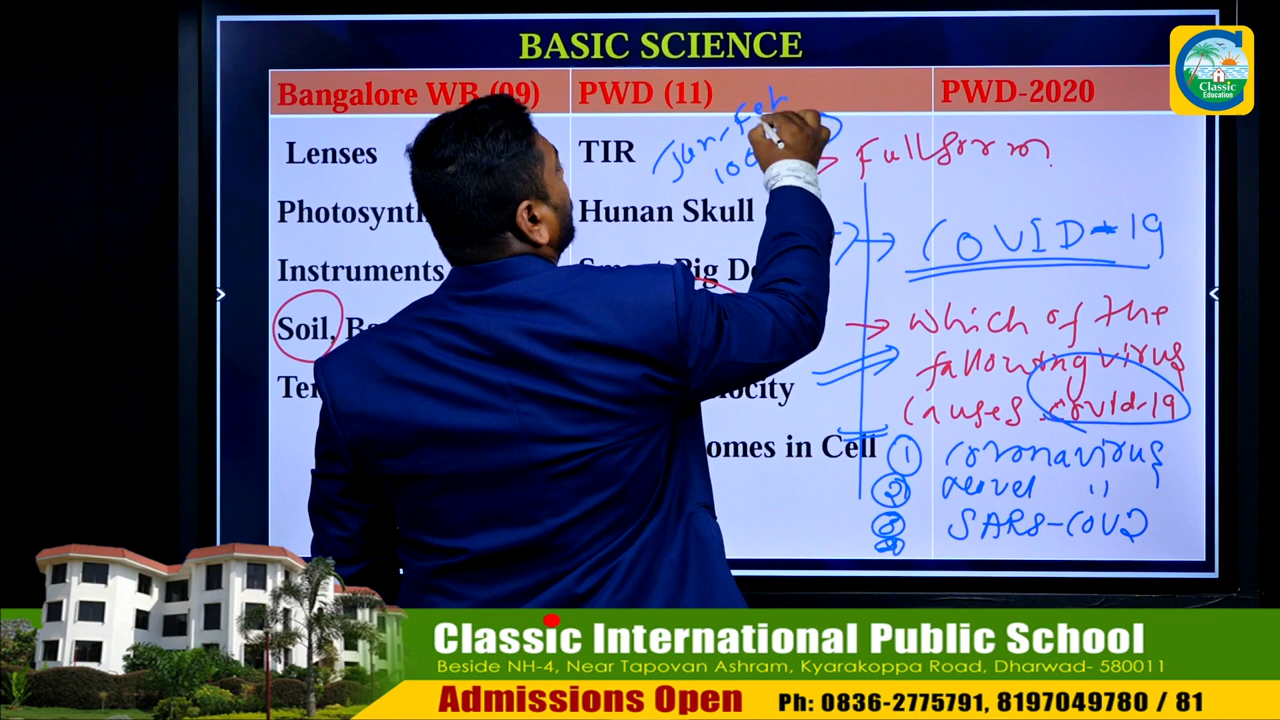 BASIC SCIENCE
Bangalore WB (09)
PWD (11)
PWD-2020
Lenses
TIR
Jan-Feb
Full form
Hunan Skull
COVID-19
Instruments
Soil,
Which of the
following virus
causes covid-19
omes in Cell
1 coronavirus
2 novel "
3 SARS-COV2
Classic
Education
Classic International Public School
Beside NH-4, Near Tapovan Ashram, Kyarakoppa Road, Dharwad- 580011
Admissions Open
Ph: 0836-2775791, 8197049780 / 81